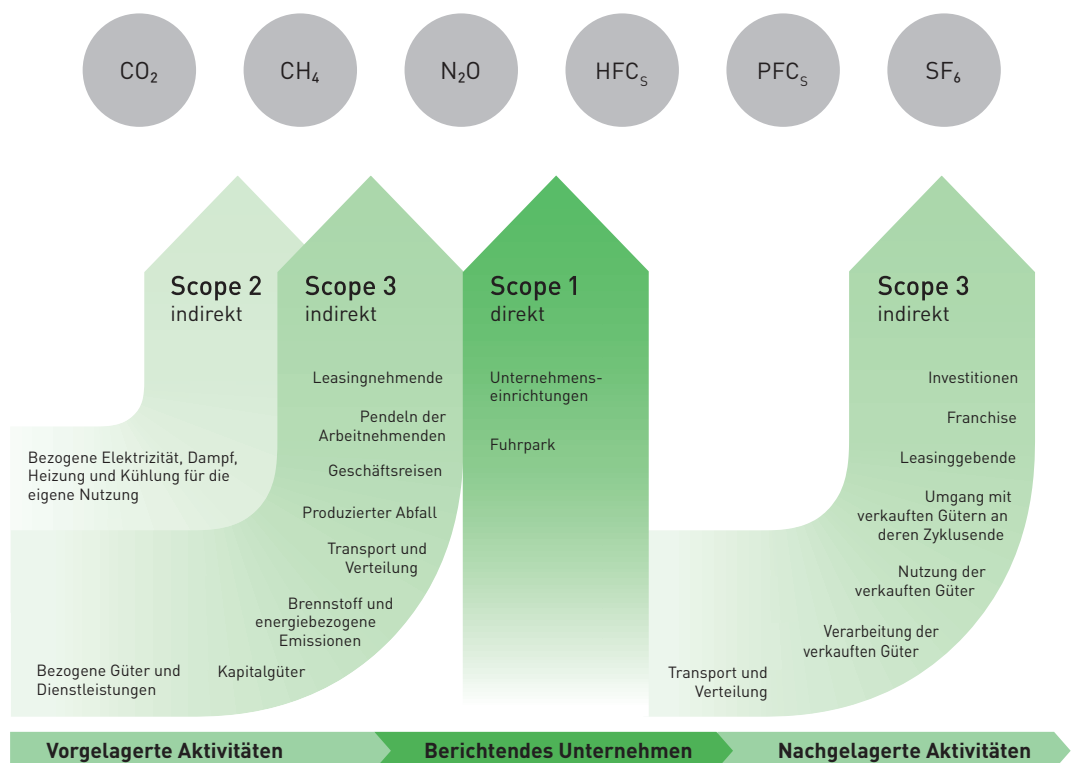 CO₂
CH₄
N₂O
HFCₛ
PFCₛ
SF₆
Scope 2
indirekt
Bezogene Elektrizität, Dampf,
Heizung und Kühlung für die
eigene Nutzung
Scope 3
indirekt
Leasingnehmende
Pendeln der
Arbeitnehmenden
Geschäftsreisen
Produzierter Abfall
Transport und
Verteilung
Brennstoff und
energiebezogene
Emissionen
Kapitalgüter
Bezogene Güter und
Dienstleistungen
Scope 1
direkt
Unternehmens-
einrichtungen
Fuhrpark
Scope 3
indirekt
Investitionen
Franchise
Leasinggebende
Umgang mit
verkauften Gütern an
deren Zyklusende
Nutzung der
verkauften Güter
Verarbeitung der
verkauften Güter
Transport und
Verteilung
Vorgelagerte Aktivitäten
Berichtendes Unternehmen
Nachgelagerte Aktivitäten